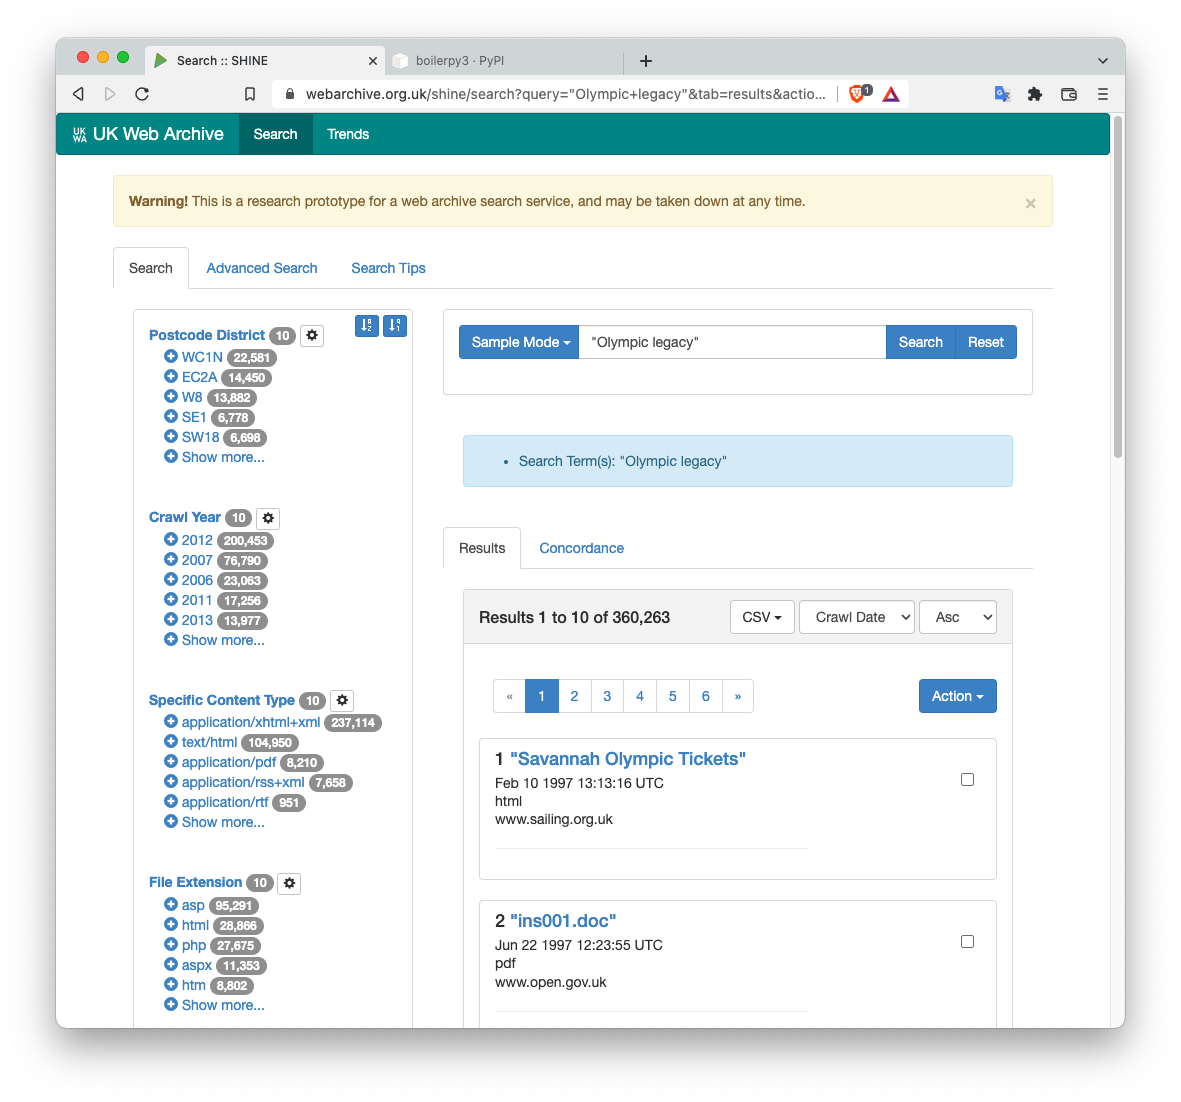 Search :: SHINE
boilerpy3 · PyPI
webarchive.org.uk/shine/search?query="Olympic+legacy"&tab=results&actio...
1
UK WA UK Web Archive
Search
Trends
Warning! This is a research prototype for a web archive search service, and may be taken down at any time.
×
Search
Advanced Search
Search Tips
Postcode District 10
WC1N 22,581
EC2A 14,450
W8 13,882
SE1 6,778
SW18 6,698
Show more...
Crawl Year 10
2012 200,453
2007 76,790
2006 23,063
2011 17,256
2013 13,977
Show more...
Specific Content Type 10
application/xhtml+xml 237,114
text/html 104,950
application/pdf 8,210
application/rss+xml 7,658
application/rtf 951
Show more...
File Extension 10
asp 95,291
html 28,866
php 27,675
aspx 11,353
htm 8,802
Show more...
Sample Mode
"Olympic legacy"
Search
Reset
• Search Term(s): "Olympic legacy"
Results
Concordance
Results 1 to 10 of 360,263
CSV
Crawl Date
Asc
« 1 2 3 4 5 6 »
Action
1 "Savannah Olympic Tickets"
Feb 10 1997 13:13:16 UTC
html
www.sailing.org.uk
2 "ins001.doc"
Jun 22 1997 12:23:55 UTC
pdf
www.open.gov.uk